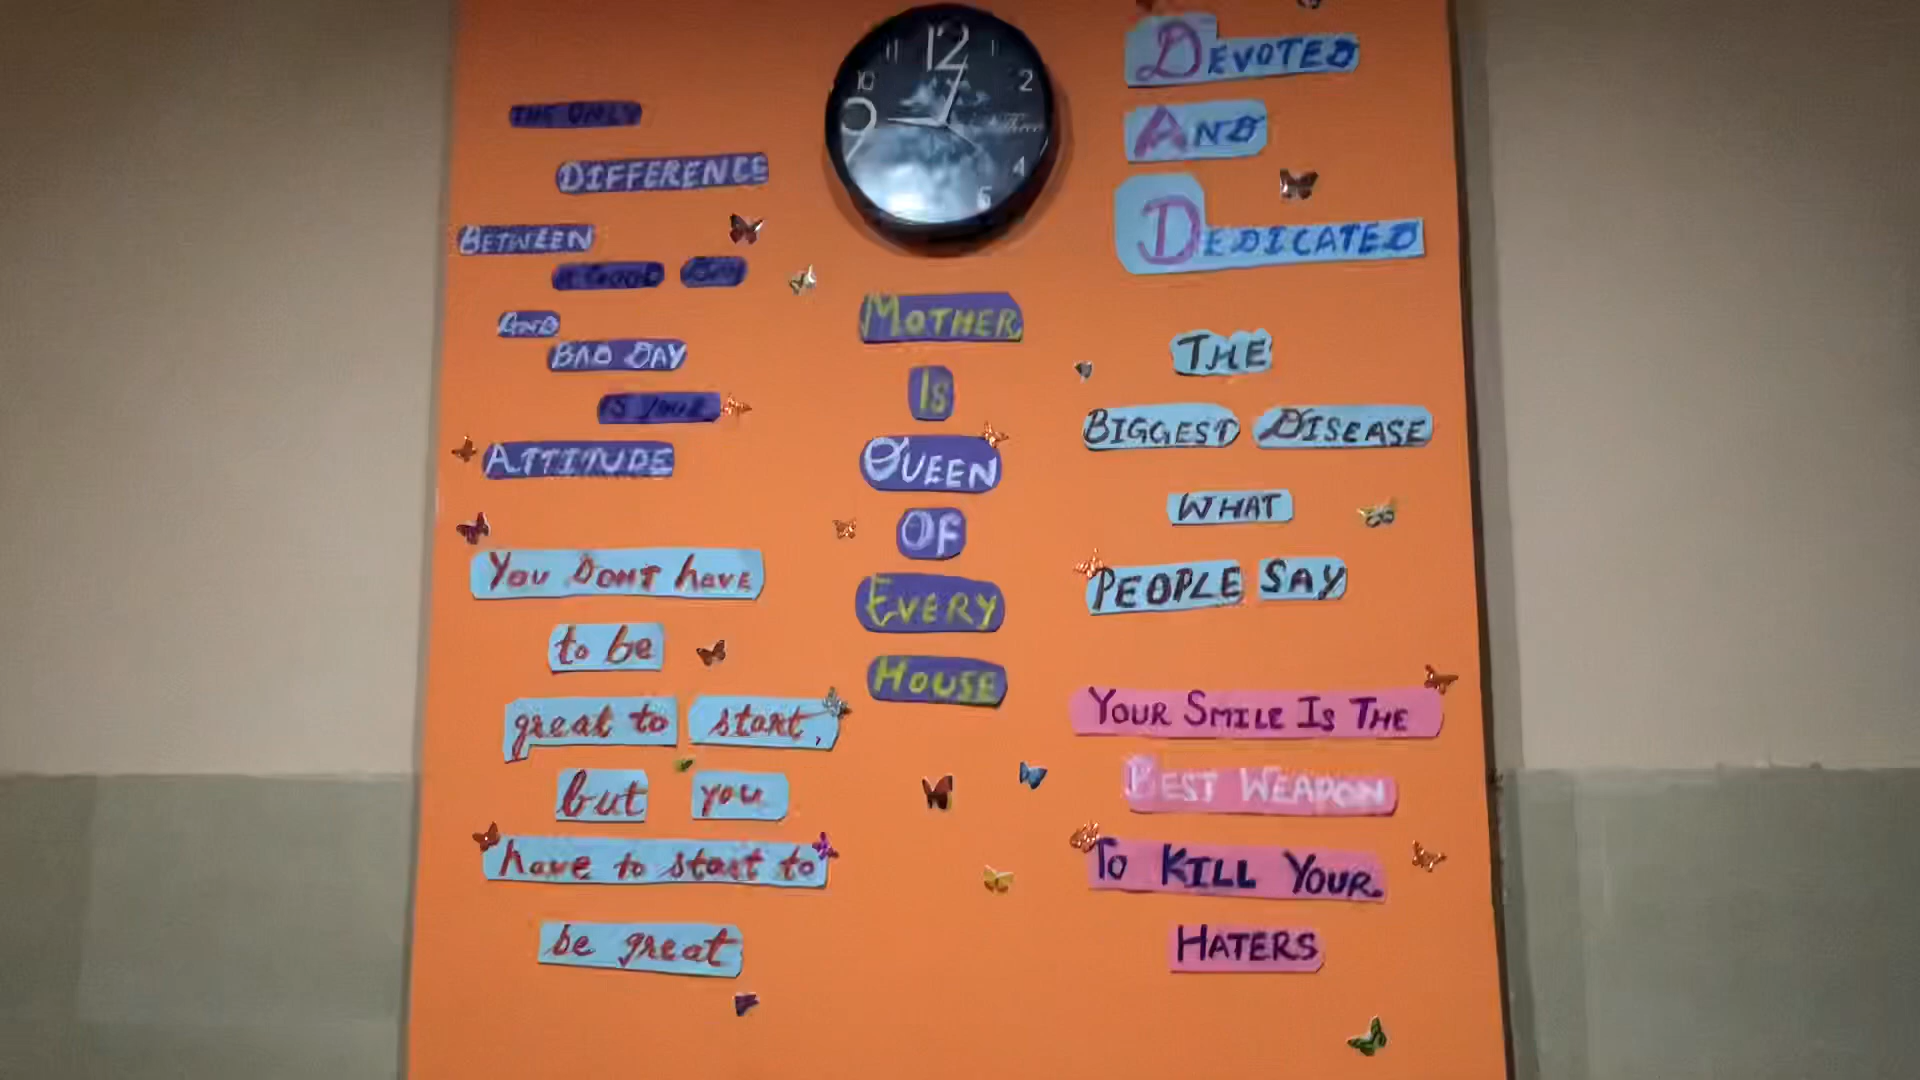 THE ONLY
DIFFERENCE
BETWEEN
A GOOD DAY
AND
BAD DAY
IS YOUR
ATTITUDE
You DONT have
to be
great to start,
but you
have to start to
be great
12
11 1
10 2
9 Three
4
5
MOTHER
IS
QUEEN
OF
EVERY
HOUSE
DEVOTED
AND
DEDICATED
THE
BIGGEST DISEASE
WHAT
PEOPLE SAY
YOUR SMILE IS THE
BEST WEAPON
TO KILL YOUR
HATERS